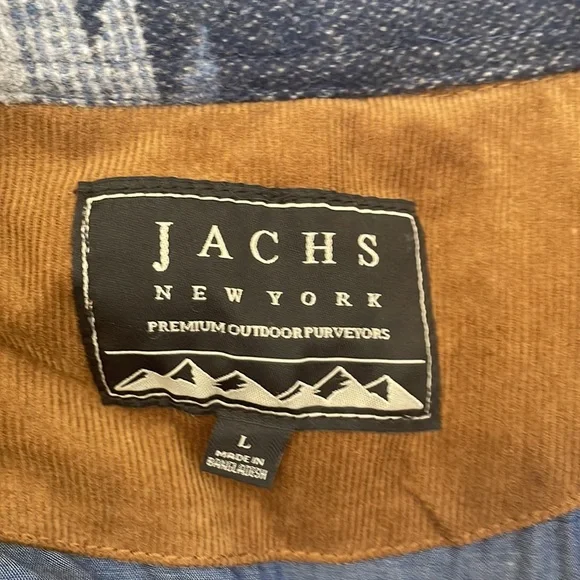 JACHS
NEW YORK
PREMIUM OUTDOOR PURVEYORS
L
MADE IN
BANGLADESH